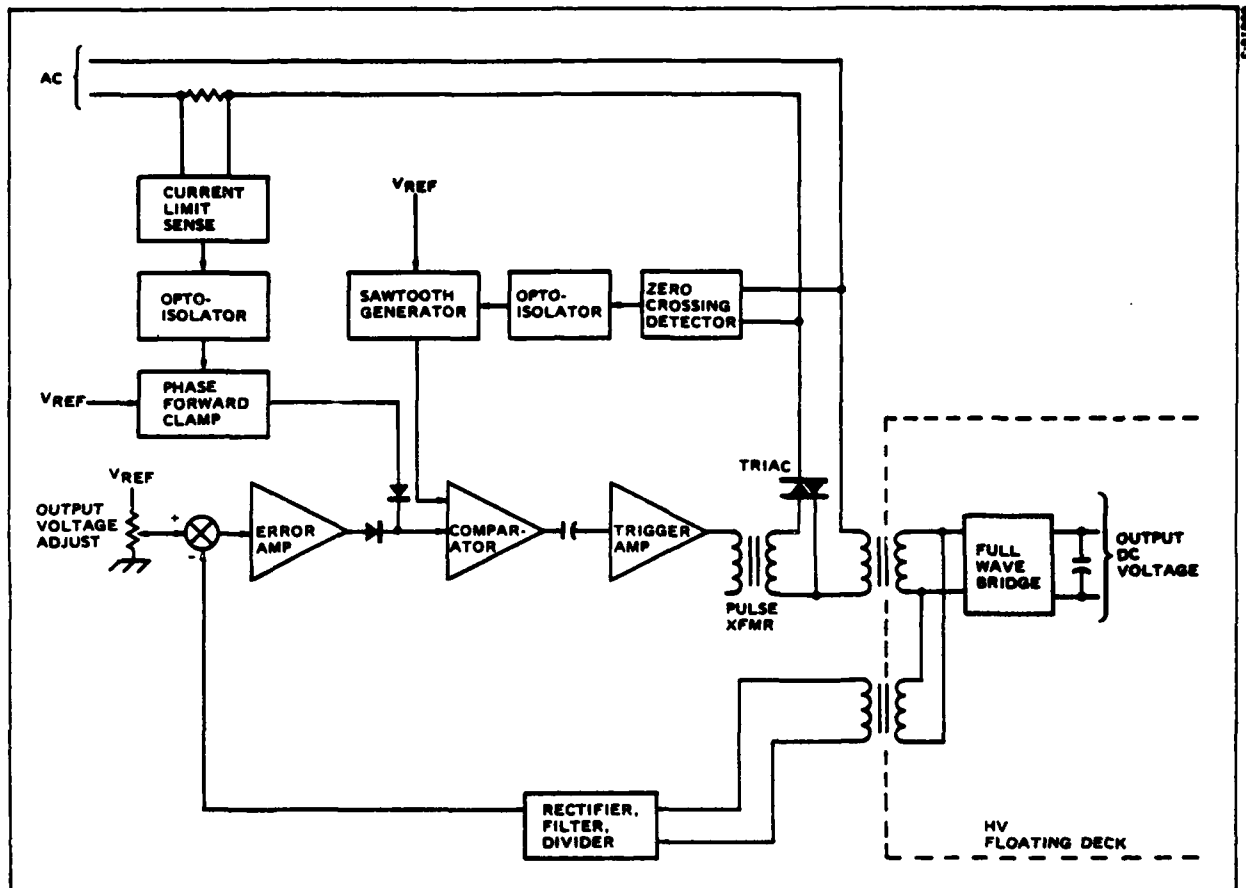 AC
CURRENT
LIMIT
SENSE
VREF
OPTO-
ISOLATOR
SAWTOOTH
GENERATOR
OPTO-
ISOLATOR
ZERO
CROSSING
DETECTOR
VREF
PHASE
FORWARD
CLAMP
VREF
OUTPUT
VOLTAGE
ADJUST
+
-
ERROR
AMP
COMPAR-
ATOR
TRIGGER
AMP
TRIAC
PULSE
XFMR
FULL
WAVE
BRIDGE
OUTPUT
DC
VOLTAGE
RECTIFIER,
FILTER,
DIVIDER
HV
FLOATING DECK